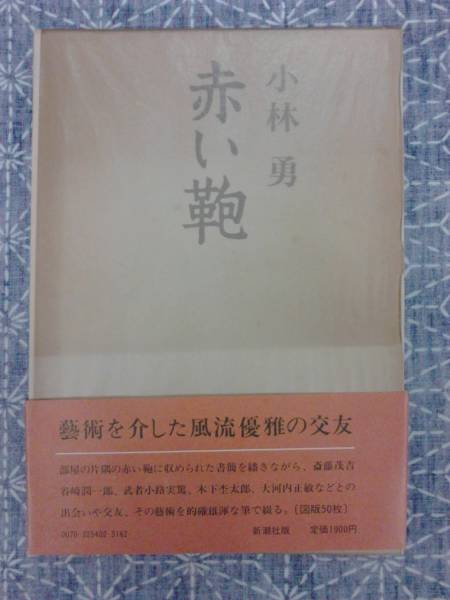 小林 勇
赤い鞄
藝術を介した風流優雅の交友
部屋の片隅の赤い鞄に収められた書簡を繙きながら、斎藤茂吉
谷崎潤一郎、武者小路実篤、木下杢太郎、大河内正敏などとの
出会いや交友、その藝術を的確雄渾な筆で綴る。〔図版50枚〕
0070-325402-3162 新潮社版 定価1900円